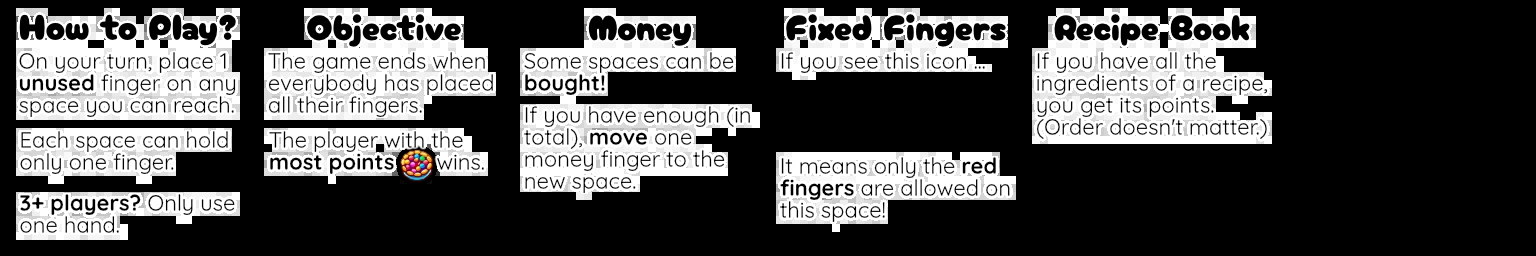 How to Play?
On your turn, place 1
unused finger on any
space you can reach.
Each space can hold
only one finger.
3+ players? Only use
one hand.
Objective
The game ends when
everybody has placed
all their fingers.
The player with the
most points wins.
Money
Some spaces can be
bought!
If you have enough (in
total), move one
money finger to the
new space.
Fixed Fingers
If you see this icon ...
It means only the red
fingers are allowed on
this space!
Recipe Book
If you have all the
ingredients of a recipe,
you get its points.
(Order doesn't matter.)